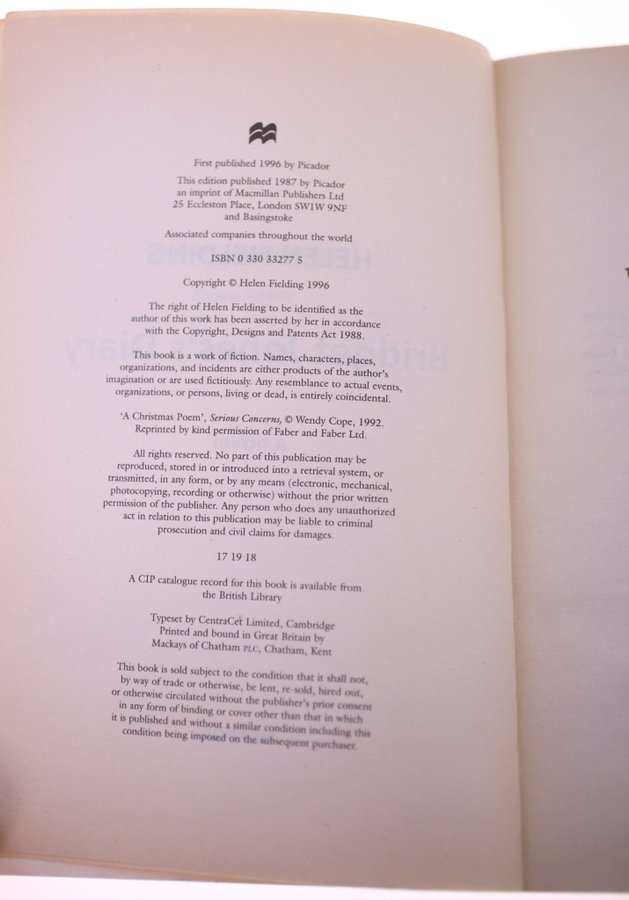 First published 1996 by Picador
This edition published 1987 by Picador
an imprint of Macmillan Publishers Ltd
25 Eccleston Place, London SW1W 9NF
and Basingstoke
Associated companies throughout the world
ISBN 0 330 33277 5
Copyright © Helen Fielding 1996
The right of Helen Fielding to be identified as the
author of this work has been asserted by her in accordance
with the Copyright, Designs and Patents Act 1988.
This book is a work of fiction. Names, characters, places,
organizations, and incidents are either products of the author's
imagination or are used fictitiously. Any resemblance to actual events,
organizations, or persons, living or dead, is entirely coincidental.
'A Christmas Poem', Serious Concerns, © Wendy Cope, 1992.
Reprinted by kind permission of Faber and Faber Ltd.
All rights reserved. No part of this publication may be
reproduced, stored in or introduced into a retrieval system, or
transmitted, in any form, or by any means (electronic, mechanical,
photocopying, recording or otherwise) without the prior written
permission of the publisher. Any person who does any unauthorized
act in relation to this publication may be liable to criminal
prosecution and civil claims for damages.
17 19 18
A CIP catalogue record for this book is available from
the British Library
Typeset by CentraCet Limited, Cambridge
Printed and bound in Great Britain by
Mackays of Chatham PLC, Chatham, Kent
This book is sold subject to the condition that it shall not,
by way of trade or otherwise, be lent, re-sold, hired out,
or otherwise circulated without the publisher's prior consent
in any form of binding or cover other than that in which
it is published and without a similar condition including this
condition being imposed on the subsequent purchaser.